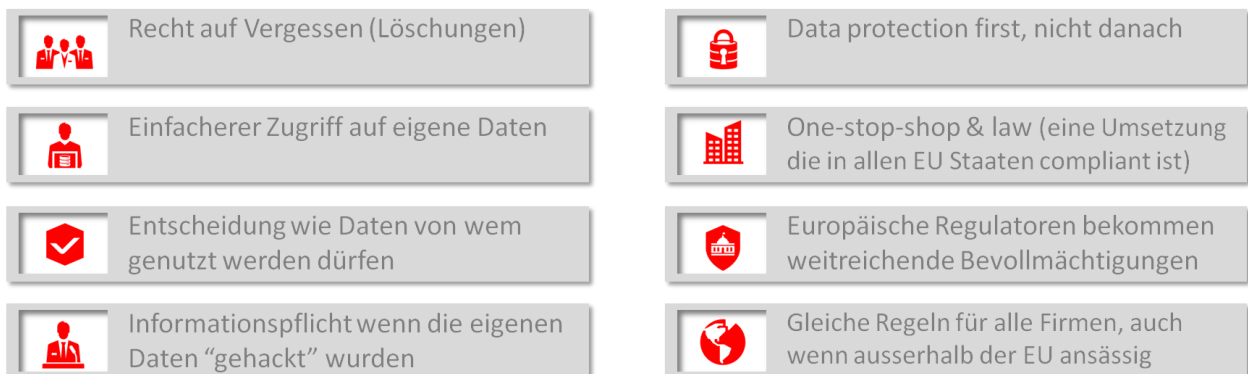 Recht auf Vergessen (Löschungen)
Einfacherer Zugriff auf eigene Daten
Entscheidung wie Daten von wem
genutzt werden dürfen
Informationspflicht wenn die eigenen
Daten “gehackt” wurden
Data protection first, nicht danach
One-stop-shop & law (eine Umsetzung
die in allen EU Staaten compliant ist)
Europäische Regulatoren bekommen
weitreichende Bevollmächtigungen
Gleiche Regeln für alle Firmen, auch
wenn ausserhalb der EU ansässig